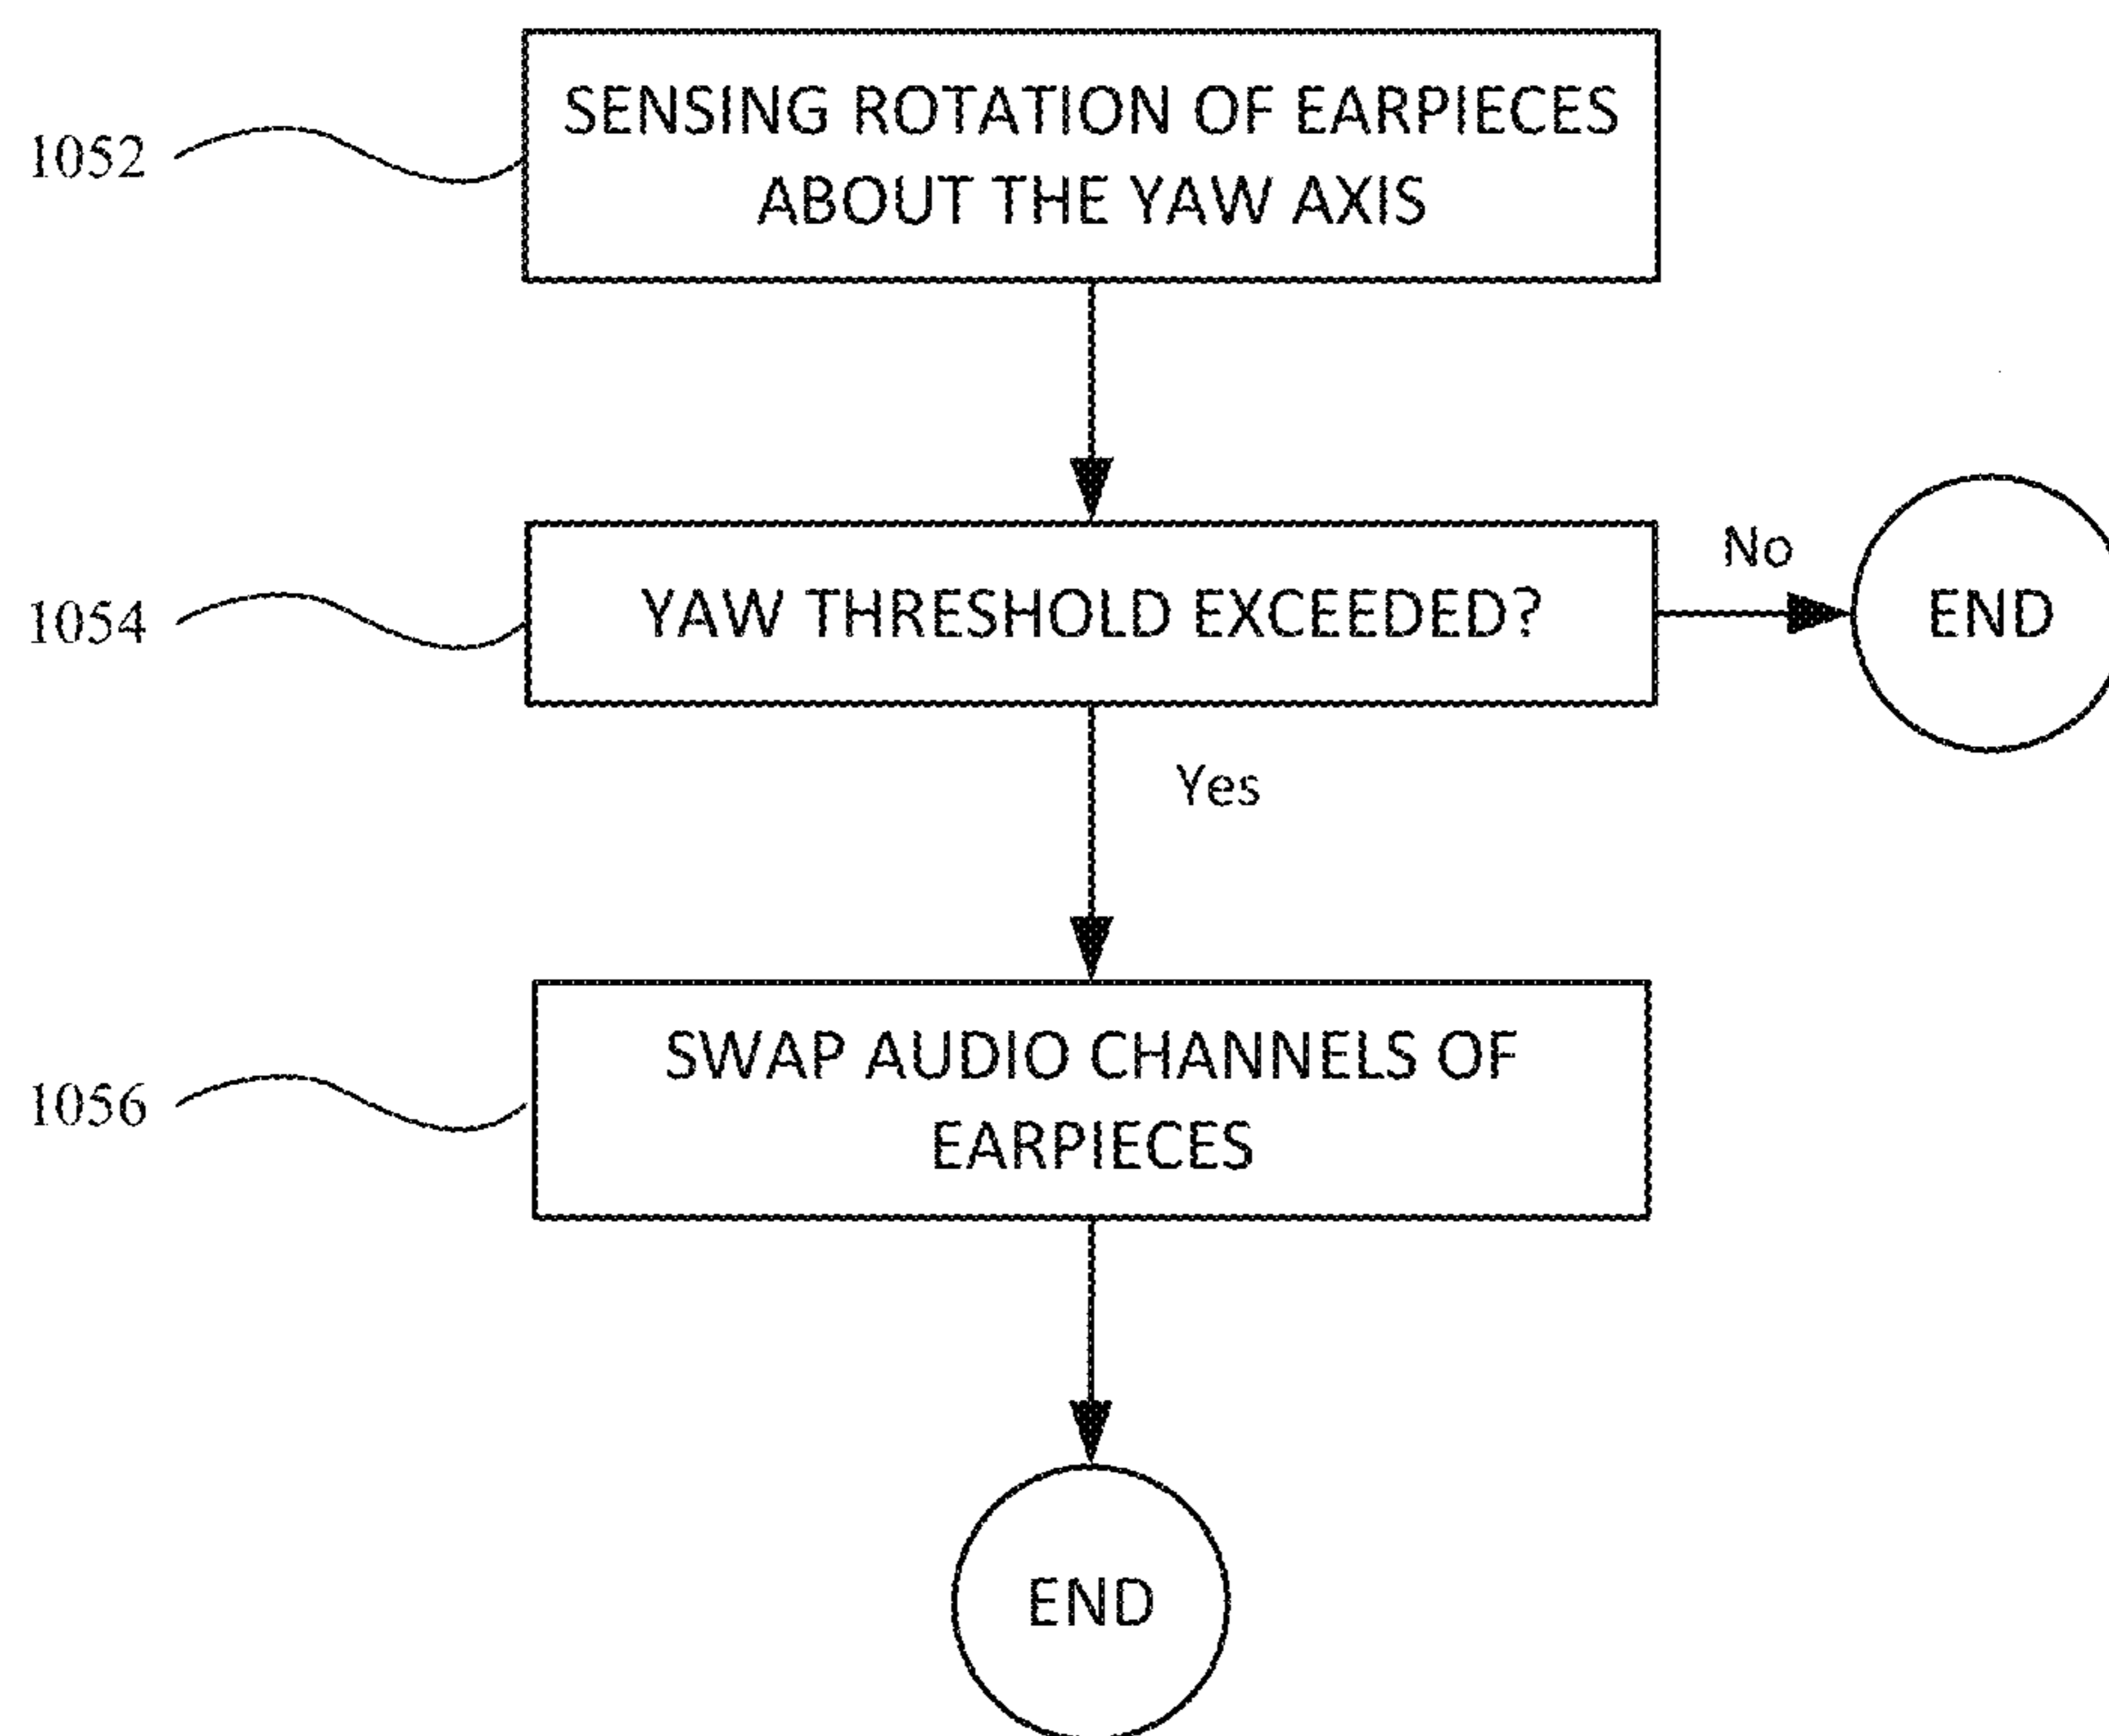 1052
SENSING ROTATION OF EARPIECES
ABOUT THE YAW AXIS
1054
YAW THRESHOLD EXCEEDED?
No
END
Yes
1056
SWAP AUDIO CHANNELS OF
EARPIECES
END